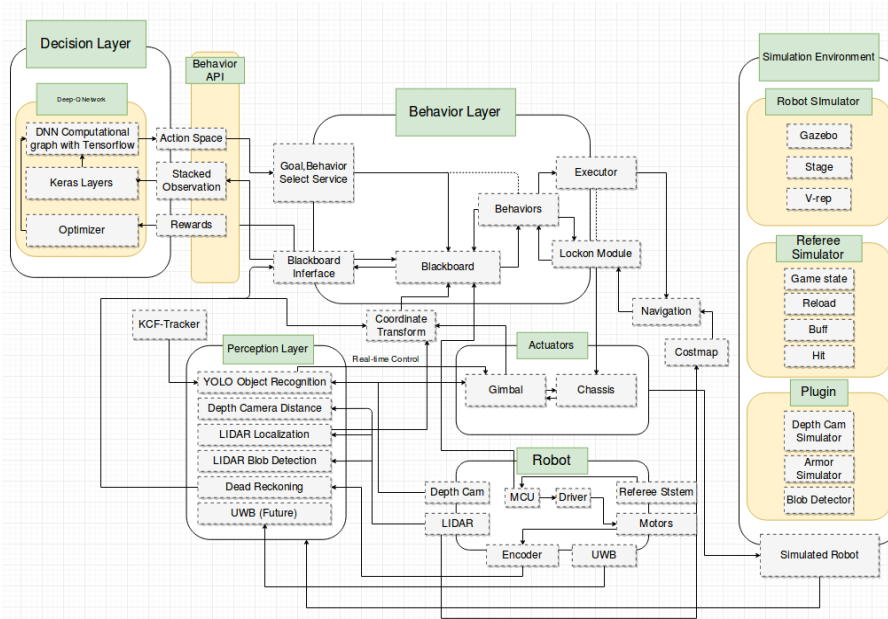 Decision Layer
Behavior
API
Deep-Q Network
DNN Computational
graph with Tensorflow
Keras Layers
Optimizer
Action Space
Stacked
Observation
Rewards
Behavior Layer
Goal,Behavior
Select Service
Executor
Behaviors
Lockon Module
Blackboard
Interface
Blackboard
Simulation Environment
Robot SImulator
Gazebo
Stage
V-rep
Referee
Simulator
Game state
Reload
Buff
Hit
Plugin
Depth Cam
Simulator
Armor
Simulator
Blob Detector
Simulated Robot
KCF-Tracker
Coordinate
Transform
Navigation
Costmap
Perception Layer
Real-time Control
YOLO Object Recognition
Depth Camera Distance
LIDAR Localization
LIDAR Blob Detection
Dead Reckoning
UWB (Future)
Actuators
Gimbal
Chassis
Robot
Depth Cam
MCU
Driver
Referee Ststem
LIDAR
Motors
Encoder
UWB